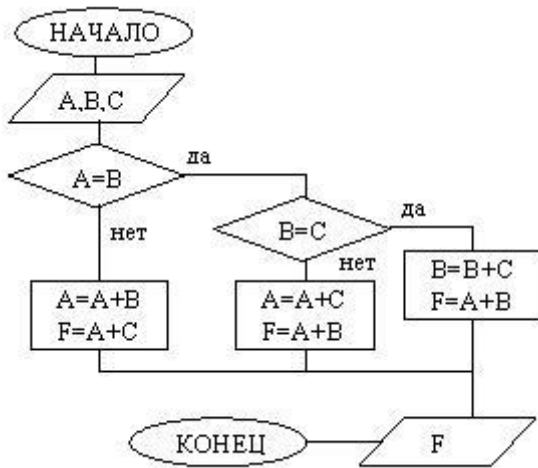 НАЧАЛО
A,B,C
A=B
да
нет
B=C
да
нет
A=A+B
F=A+C
A=A+C
F=A+B
B=B+C
F=A+B
F
КОНЕЦ